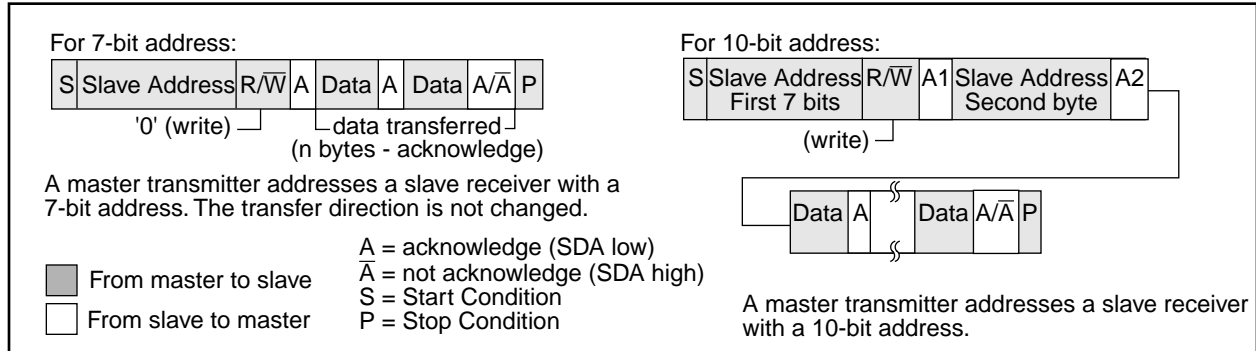 For 7-bit address:
S Slave Address R/W̅ A Data A Data A/A̅ P
'0' (write) data transferred
(n bytes - acknowledge)
A master transmitter addresses a slave receiver with a
7-bit address. The transfer direction is not changed.
From master to slave
From slave to master
A = acknowledge (SDA low)
A̅ = not acknowledge (SDA high)
S = Start Condition
P = Stop Condition
For 10-bit address:
S Slave Address First 7 bits R/W̅ A1 Slave Address Second byte A2
(write)
Data A Data A/A̅ P
A master transmitter addresses a slave receiver
with a 10-bit address.